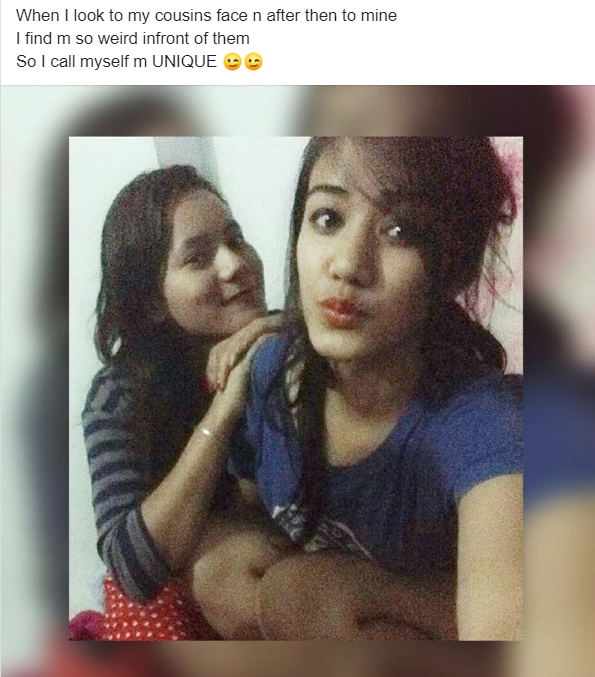 When I look to my cousins face n after then to mine
I find m so weird infront of them
So I call myself m UNIQUE 😉😉